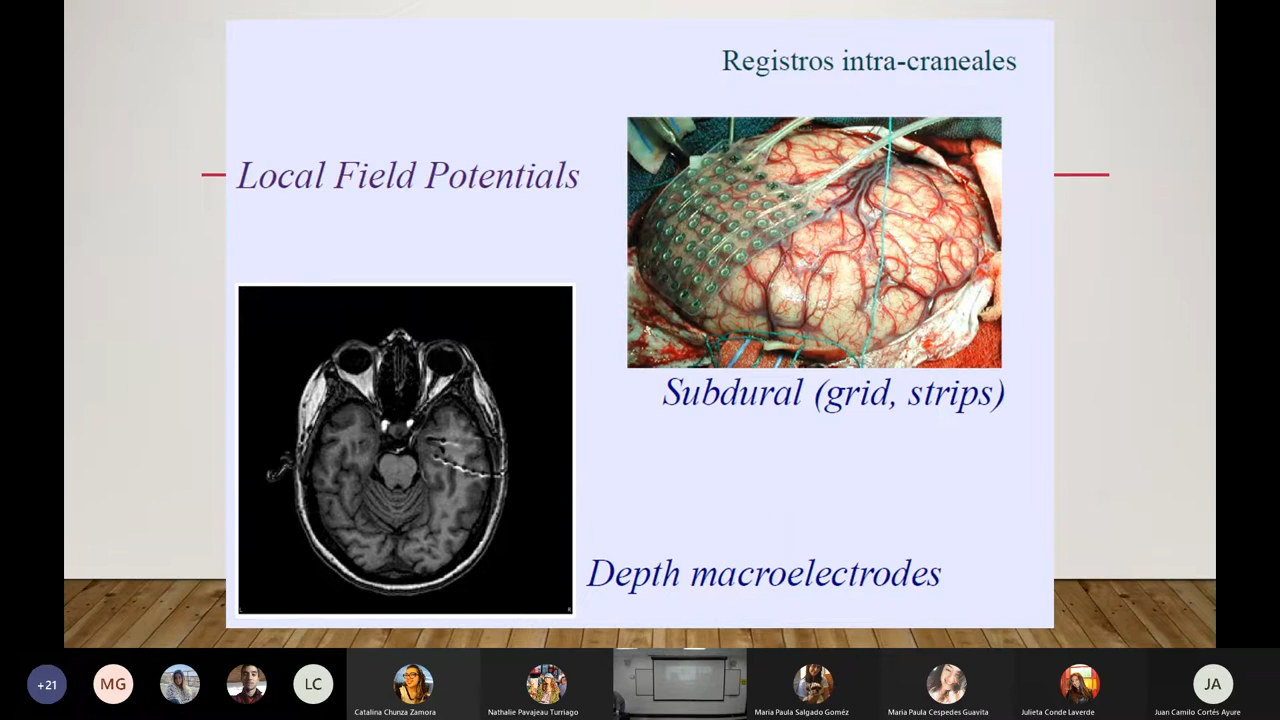 Registros intra-craneales
Local Field Potentials
Subdural (grid, strips)
Depth macroelectrodes
+21
MG
LC
Catalina Chunza Zamora
Nathalie Pavajeau Turriago
Maria Paula Salgado Goméz
Maria Paula Cespedes Guavita
Julieta Conde Laverde
JA
Juan Camilo Cortés Ayure